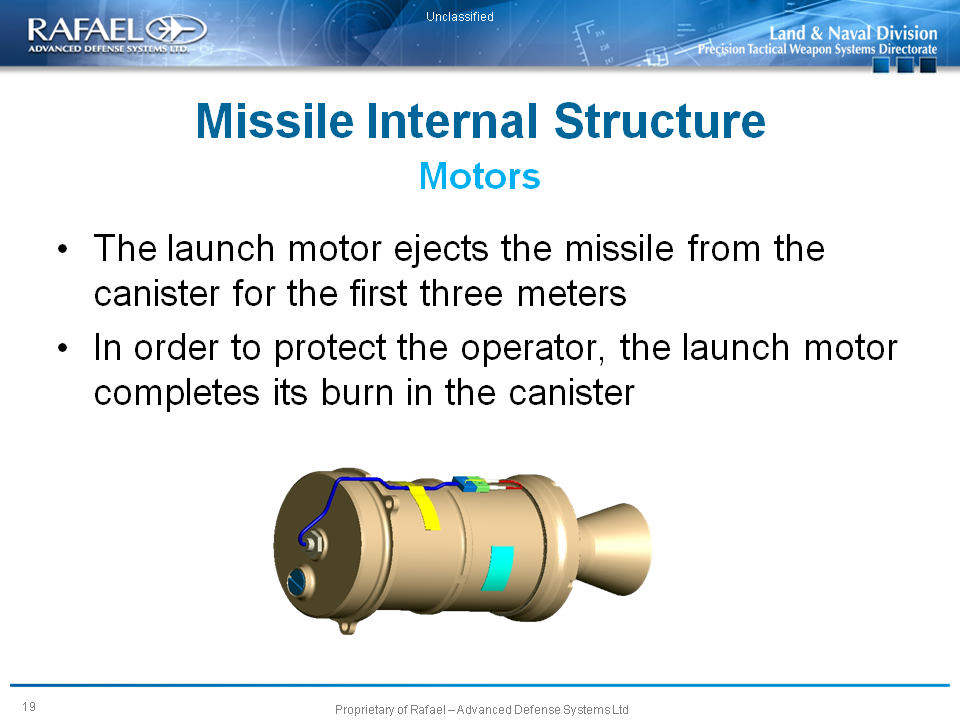 Unclassified
RAFAEL
ADVANCED DEFENSE SYSTEMS LTD.
Land & Naval Division
Precision Tactical Weapon Systems Directorate
Missile Internal Structure
Motors
• The launch motor ejects the missile from the
canister for the first three meters
• In order to protect the operator, the launch motor
completes its burn in the canister
19
Proprietary of Rafael – Advanced Defense Systems Ltd